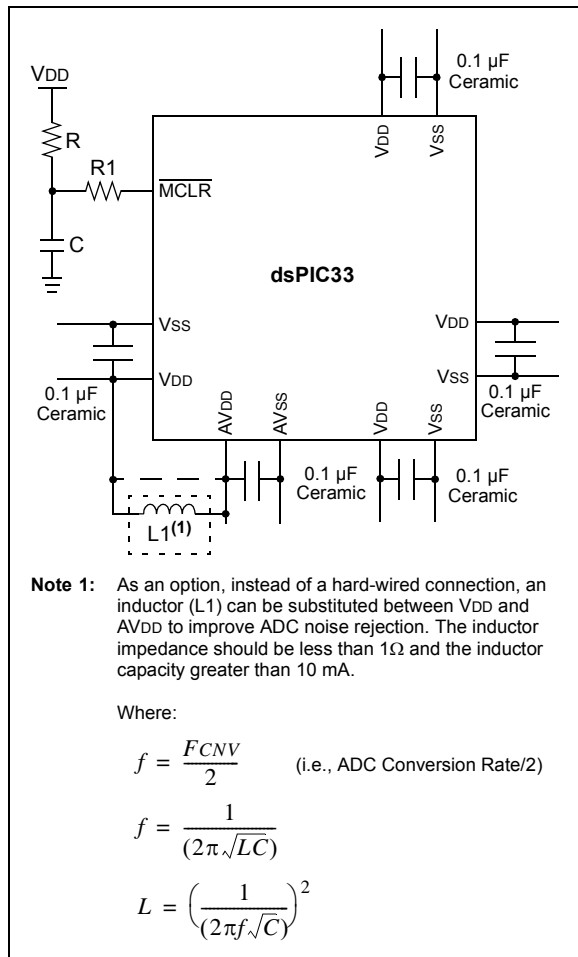 0.1 µF
Ceramic
VDD
R
R1
MCLR
C
VDD
VSS
dsPIC33
VSS
VDD
0.1 µF
Ceramic
VDD
VSS
0.1 µF
Ceramic
AVDD
AVSS
VDD
VSS
0.1 µF
Ceramic
0.1 µF
Ceramic
L1(1)
Note 1: As an option, instead of a hard-wired connection, an
inductor (L1) can be substituted between VDD and
AVDD to improve ADC noise rejection. The inductor
impedance should be less than 1Ω and the inductor
capacity greater than 10 mA.
Where:
f = FCNV / 2 (i.e., ADC Conversion Rate/2)
f = 1 / (2π√LC)
L = (1 / (2πf√C))²